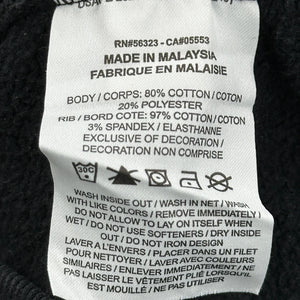 RN#56323 - CA#05553
MADE IN MALAYSIA
FABRIQUE EN MALAISIE
BODY / CORPS: 80% COTTON / COTON
20% POLYESTER
RIB / BORD COTE: 97% COTTON / COTON
3% SPANDEX / ELASTHANNE
EXCLUSIVE OF DECORATION /
DECORATION NON COMPRISE
30C
WASH INSIDE OUT / WASH IN NET / WASH
WITH LIKE COLORS / REMOVE IMMEDIATELY /
DO NOT ALLOW TO LAY ON ITSELF WHEN
WET / DO NOT USE SOFTENERS / DRY INSIDE
OUT / DO NOT IRON DESIGN
LAVER A L'ENVERS / PLACER DANS UN FILET
POUR NETTOYER / LAVER AVEC COULEURS
SIMILAIRES / ENLEVER IMMEDIATEMENT / NE
PAS LAISSER LE VÊTEMENT PLIÉ LORSQU'IL
EST MOUILLÉ / NE PAS UTILISER